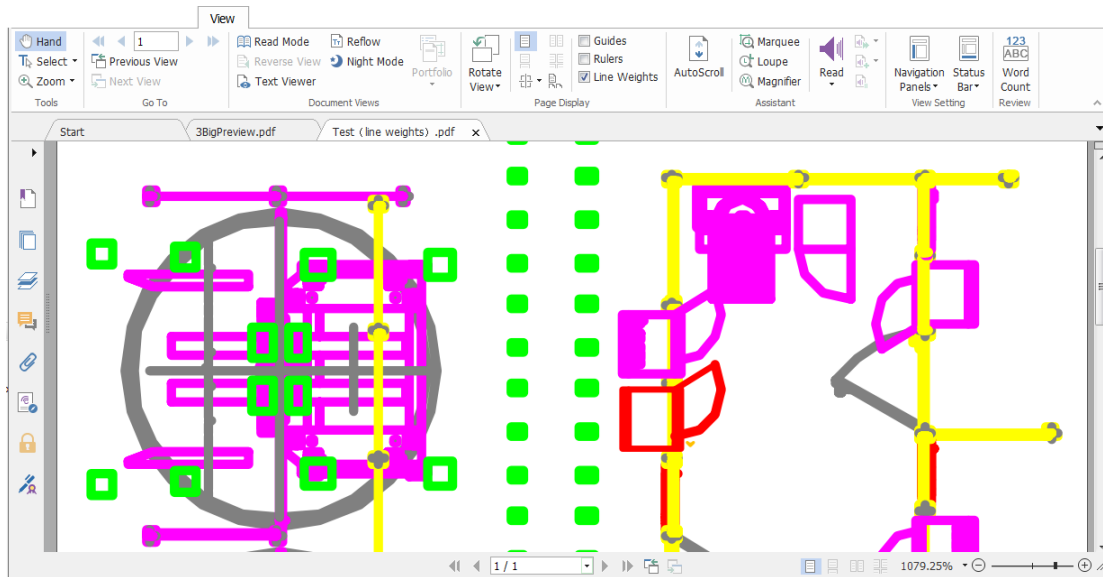 View
Hand
Select
Zoom
Tools
1
Previous View
Next View
Go To
Read Mode
Reverse View
Text Viewer
Reflow
Night Mode
Portfolio
Document Views
Rotate
View
Guides
Rulers
Line Weights
Page Display
AutoScroll
Marquee
Loupe
Magnifier
Assistant
Read
Navigation
Panels
Status
Bar
View Setting
123
ABC
Word
Count
Review
Start
3BigPreview.pdf
Test (line weights) .pdf x
1 / 1
1079.25%